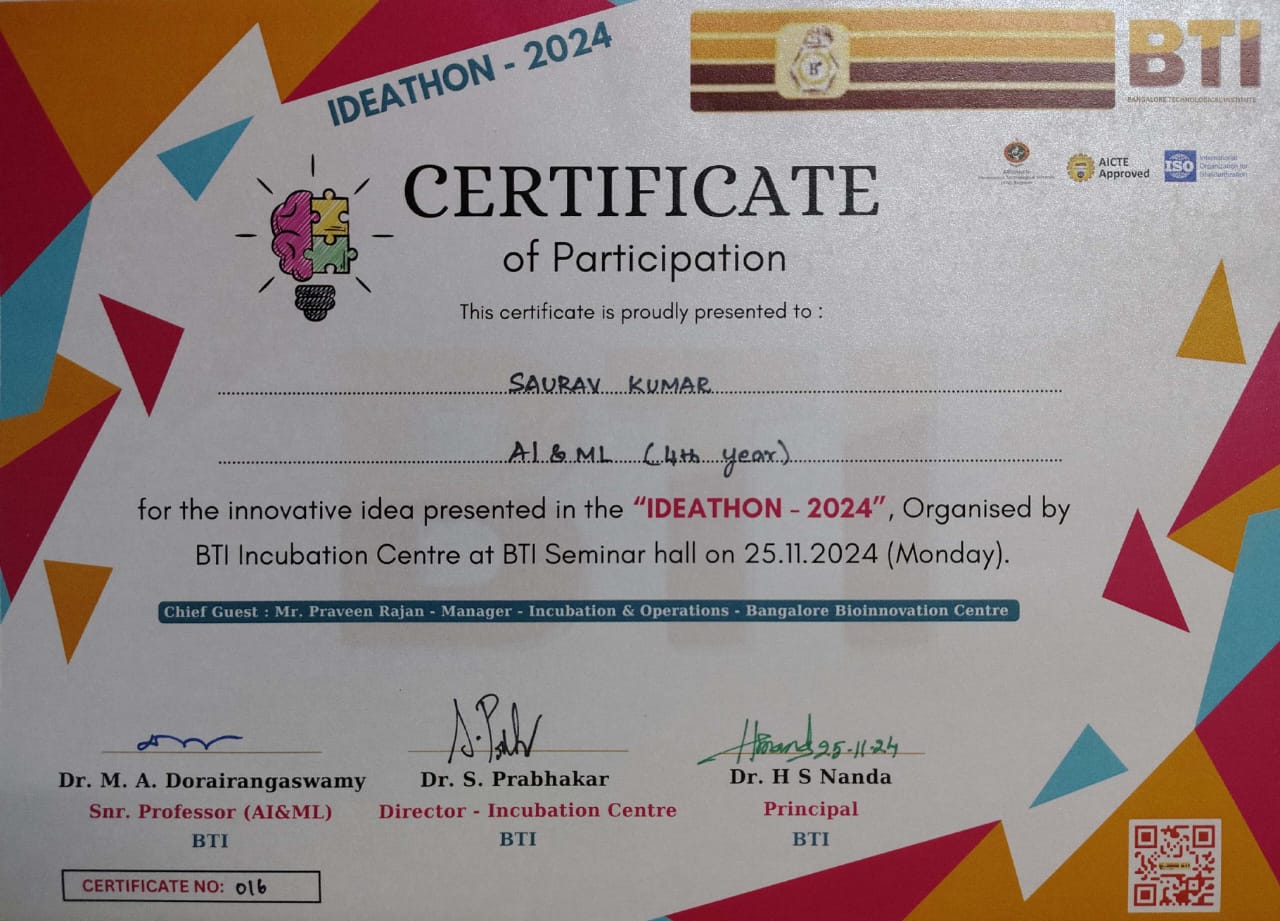 IDEATHON - 2024
BTI
BANGALORE TECHNOLOGICAL INSTITUTE
AICTE
Approved
ISO
International
Organization for
Standardization
CERTIFICATE
of Participation
This certificate is proudly presented to :
SAURAV KUMAR
AI & ML (4th year)
for the innovative idea presented in the “IDEATHON - 2024”, Organised by
BTI Incubation Centre at BTI Seminar hall on 25.11.2024 (Monday).
Chief Guest : Mr. Praveen Rajan - Manager - Incubation & Operations - Bangalore Bioinnovation Centre
25-11-24
Dr. M. A. Dorairangaswamy
Snr. Professor (AI&ML)
BTI
Dr. S. Prabhakar
Director - Incubation Centre
BTI
Dr. H S Nanda
Principal
BTI
CERTIFICATE NO: 016